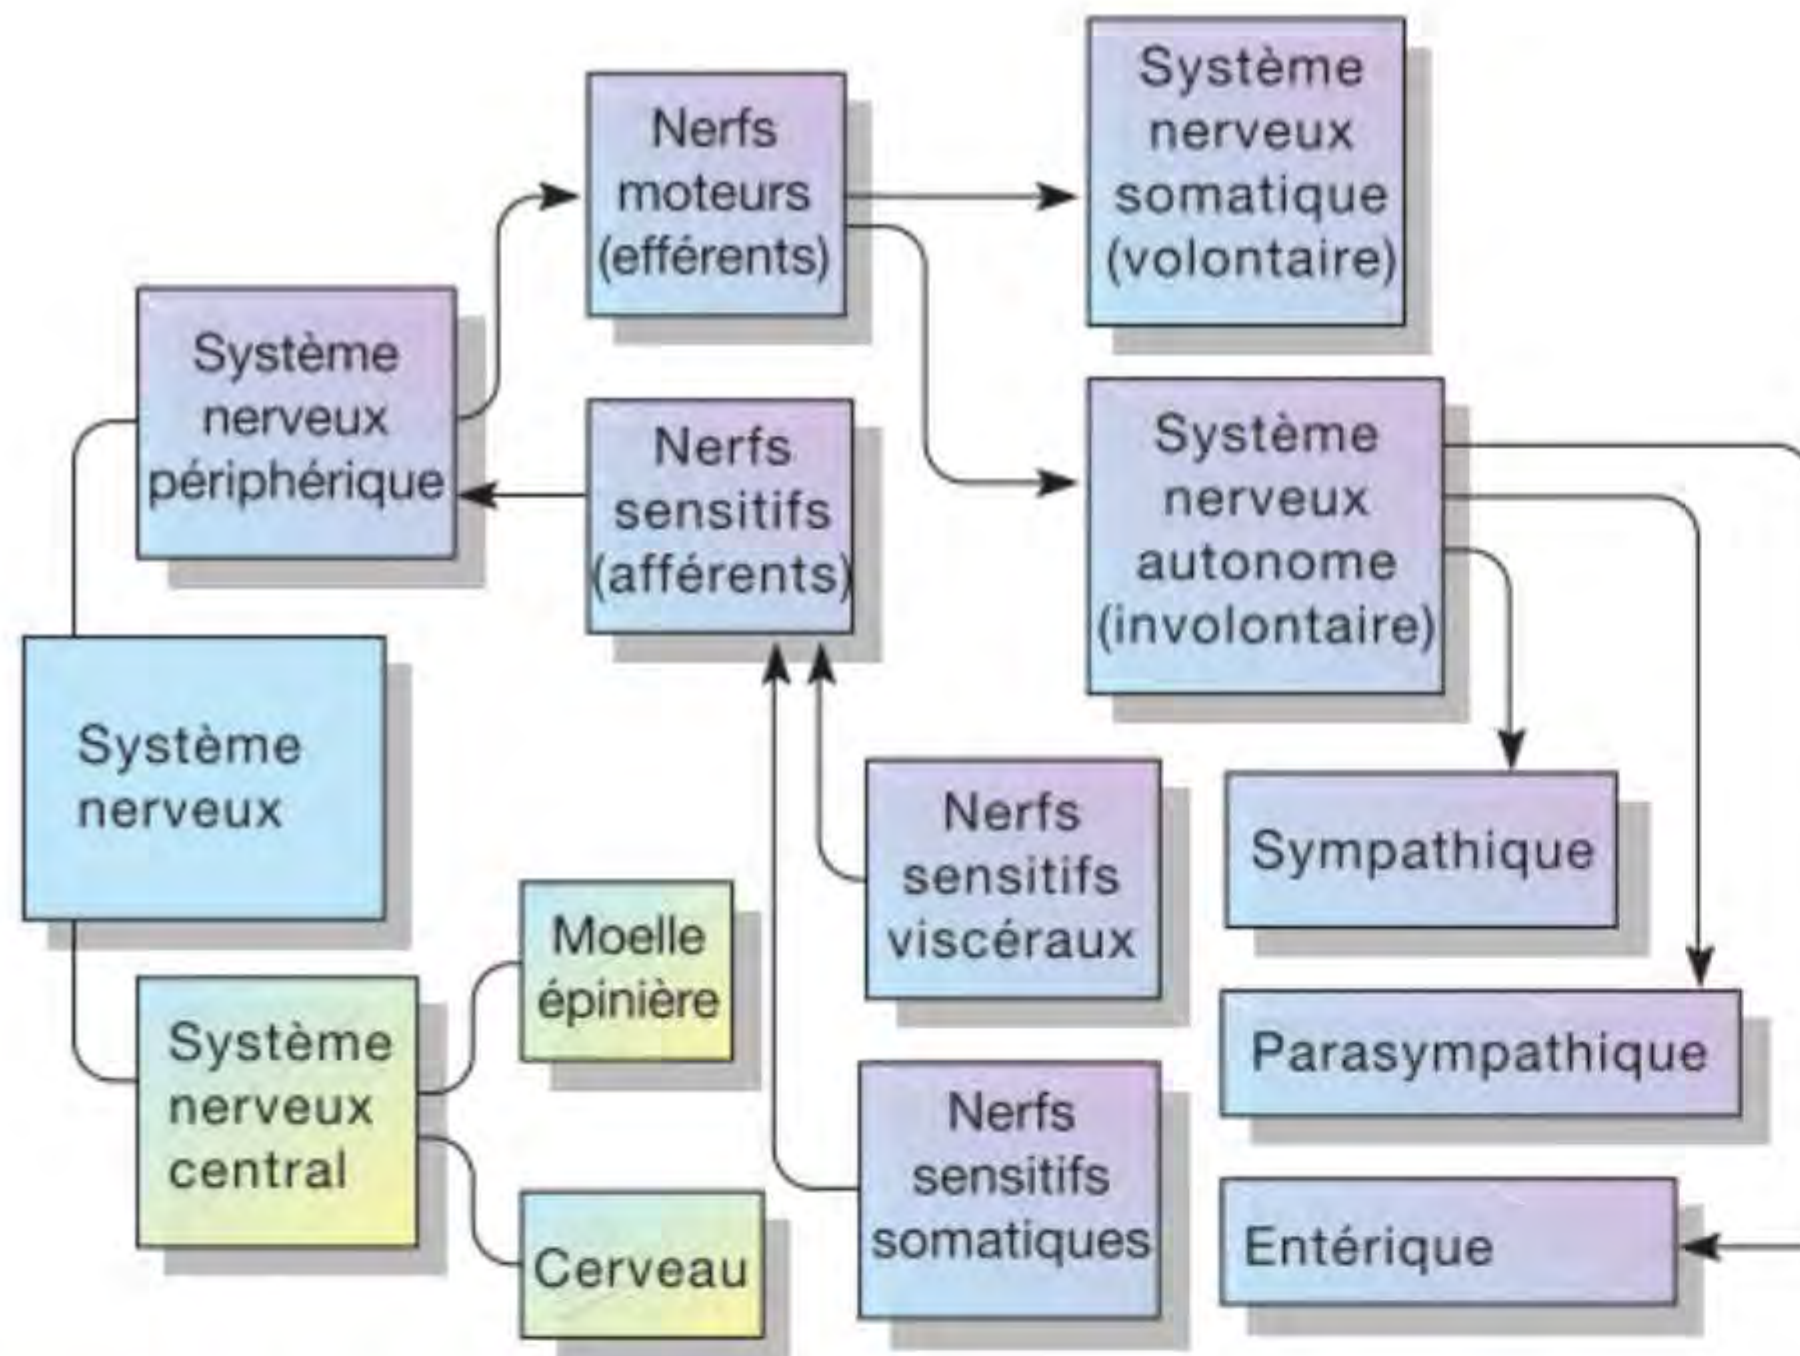 Système
nerveux
somatique
(volontaire)
Nerfs
moteurs
(efférents)
Système
nerveux
périphérique
Nerfs
sensitifs
(afférents)
Système
nerveux
autonome
(involontaire)
Système
nerveux
Nerfs
sensitifs
viscéraux
Sympathique
Moelle
épinière
Système
nerveux
central
Parasympathique
Nerfs
sensitifs
somatiques
Cerveau
Entérique